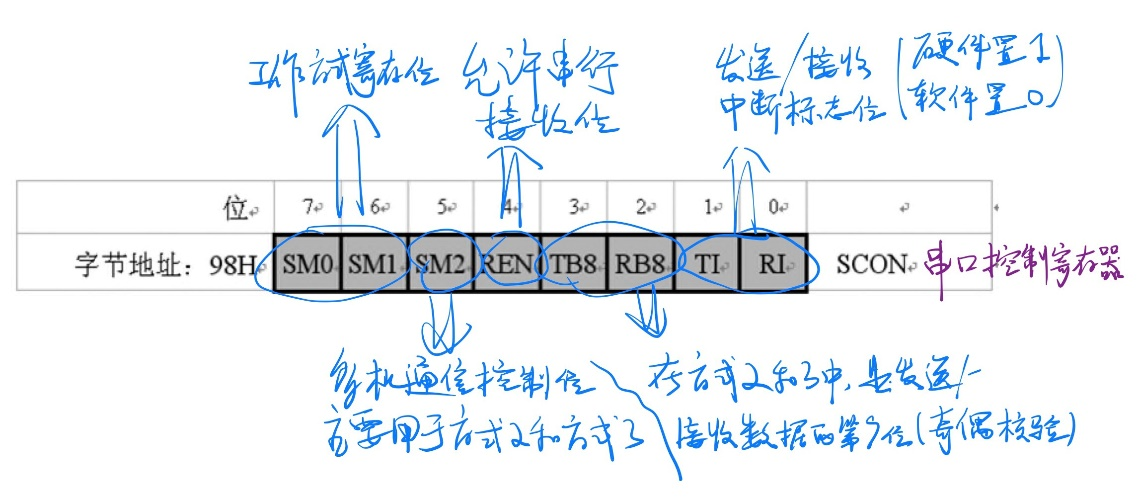 工作方式寄存位 允许串行 发送/接收 (硬件置1
接收位 中断标志位 软件置0)
位 7 6 5 4 3 2 1 0
字节地址：98H SM0 SM1 SM2 REN TB8 RB8 TI RI SCON 串口控制寄存器
多机通信控制位 在方式2和3中，是发送/
主要用于方式2和方式3 接收数据的第9位(奇偶校验)